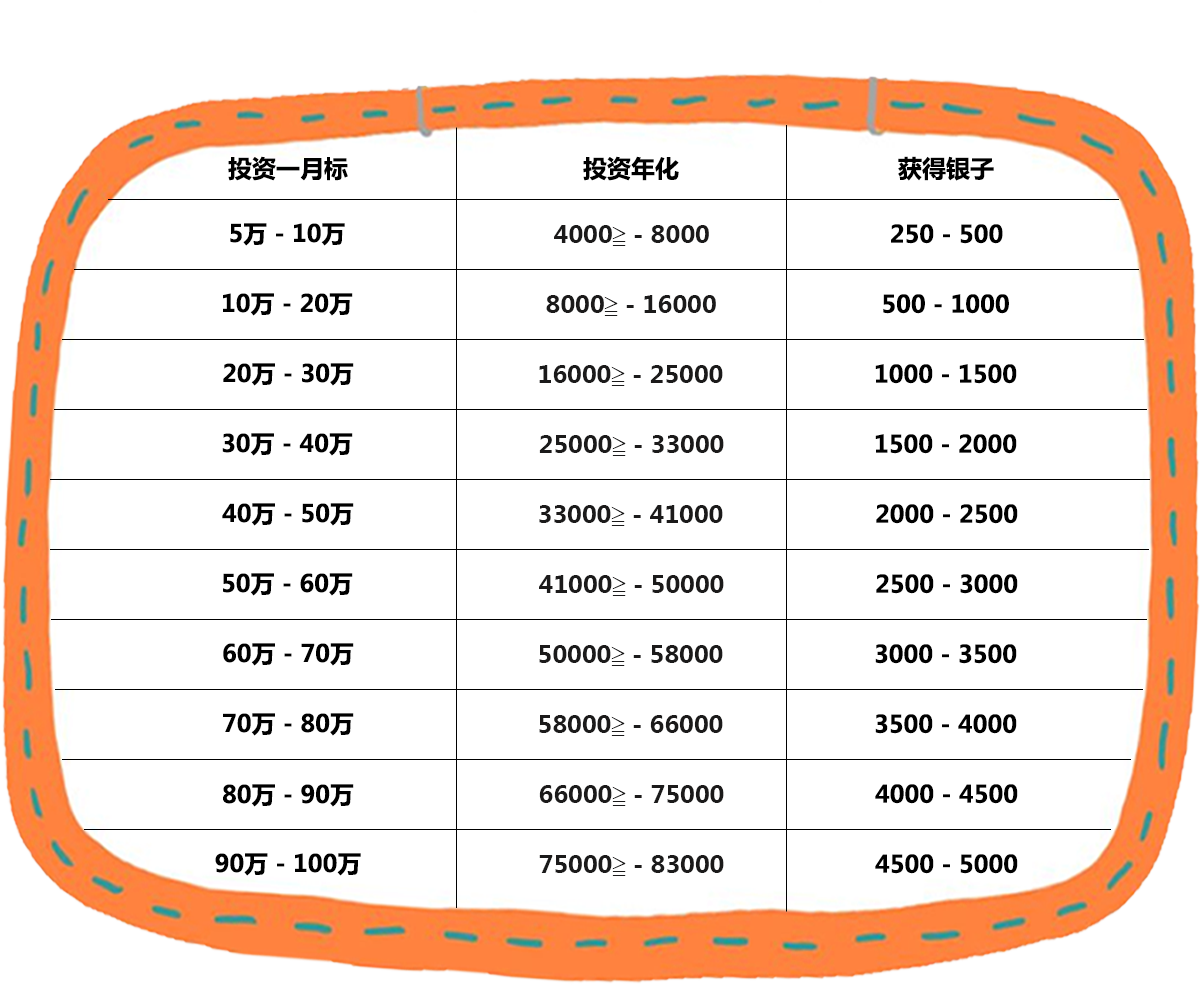 投资一月标 投资年化 获得银子
5万 - 10万 4000≧ - 8000 250 - 500
10万 - 20万 8000≧ - 16000 500 - 1000
20万 - 30万 16000≧ - 25000 1000 - 1500
30万 - 40万 25000≧ - 33000 1500 - 2000
40万 - 50万 33000≧ - 41000 2000 - 2500
50万 - 60万 41000≧ - 50000 2500 - 3000
60万 - 70万 50000≧ - 58000 3000 - 3500
70万 - 80万 58000≧ - 66000 3500 - 4000
80万 - 90万 66000≧ - 75000 4000 - 4500
90万 - 100万 75000≧ - 83000 4500 - 5000